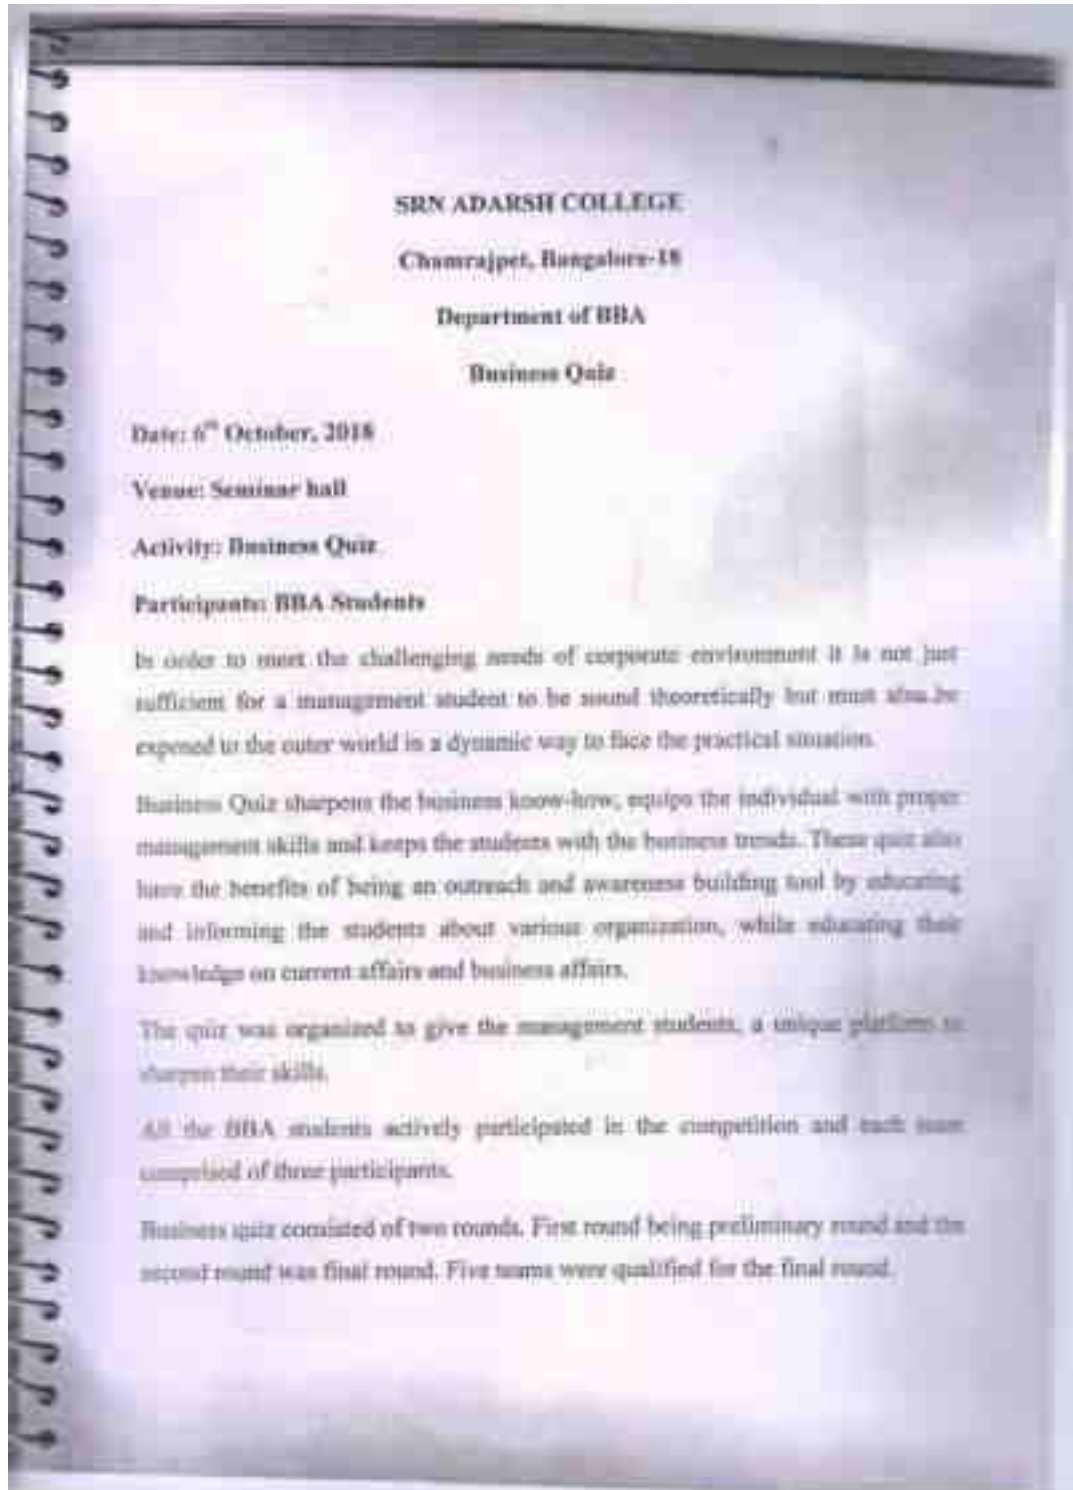 SRN ADARSH COLLEGE
Chamrajpet, Bangalore-18
Department of BBA
Business Quiz
Date: 6th October, 2018
Venue: Seminar hall
Activity: Business Quiz
Participants: BBA Students
In order to meet the challenging needs of corporate environment it is not just
sufficient for a management student to be sound theoretically but must also be
exposed to the outer world in a dynamic way to face the practical situation.
Business Quiz sharpens the business know-how, equips the individual with proper
management skills and keeps the students with the business trends. These quiz also
have the benefits of being an outreach and awareness building tool by educating
and informing the students about various organization, while educating their
knowledge on current affairs and business affairs.
The quiz was organized to give the management students, a unique platform to
sharpen their skills.
All the BBA students actively participated in the competition and each team
comprised of three participants.
Business quiz consisted of two rounds. First round being preliminary round and the
second round was final round. Five teams were qualified for the final round.